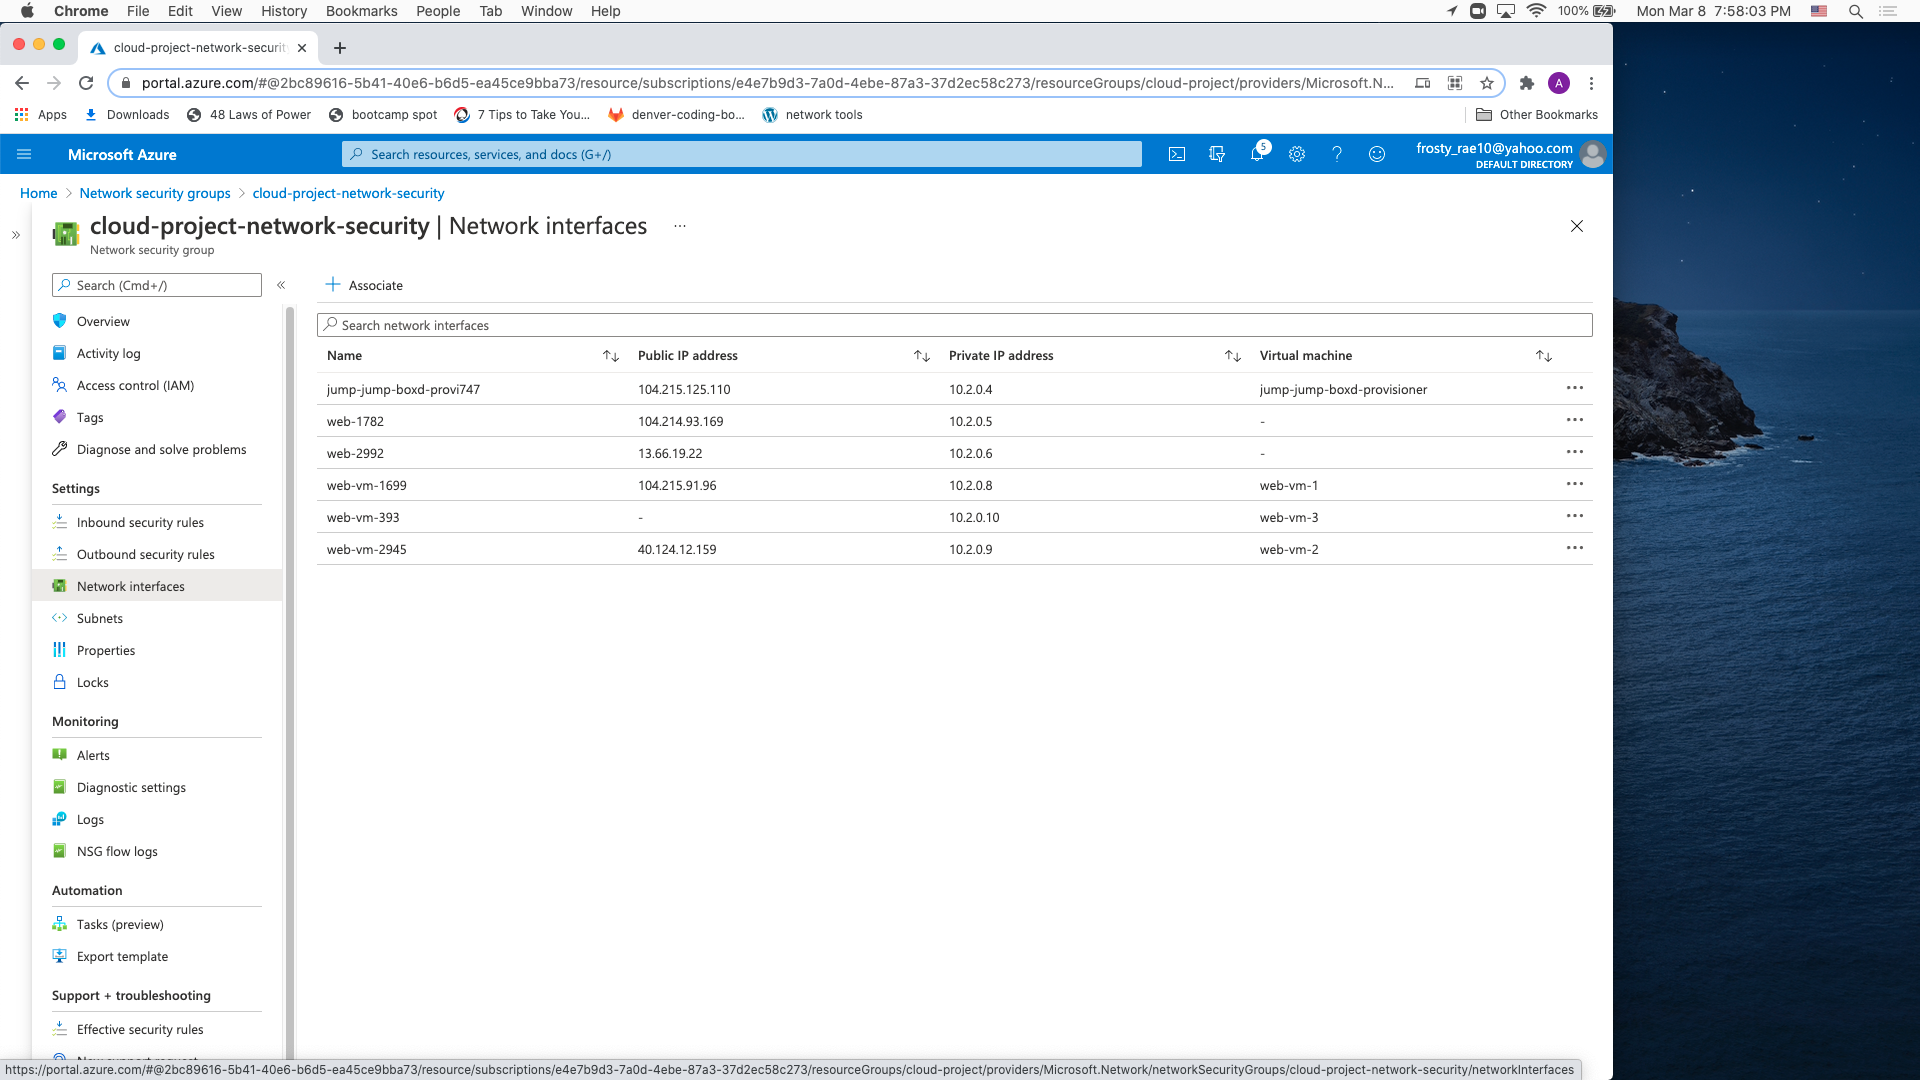 Chrome File Edit View History Bookmarks People Tab Window Help 100% Mon Mar 8 7:58:03 PM
cloud-project-network-securit
portal.azure.com/#@2bc89616-5b41-40e6-b6d5-ea45ce9bba73/resource/subscriptions/e4e7b9d3-7a0d-4ebe-87a3-37d2ec58c273/resourceGroups/cloud-project/providers/Microsoft.N... A
Apps Downloads 48 Laws of Power bootcamp spot 7 Tips to Take You... denver-coding-bo... network tools Other Bookmarks
Microsoft Azure Search resources, services, and docs (G+/) 5 frosty_rae10@yahoo.com
DEFAULT DIRECTORY
Home > Network security groups > cloud-project-network-security
cloud-project-network-security | Network interfaces ...
Network security group
Search (Cmd+/) «
Associate
Overview
Activity log
Access control (IAM)
Tags
Diagnose and solve problems
Settings
Inbound security rules
Outbound security rules
Network interfaces
Subnets
Properties
Locks
Monitoring
Alerts
Diagnostic settings
Logs
NSG flow logs
Automation
Tasks (preview)
Export template
Support + troubleshooting
Effective security rules
Search network interfaces
Name Public IP address Private IP address Virtual machine
jump-jump-boxd-provi747 104.215.125.110 10.2.0.4 jump-jump-boxd-provisioner
web-1782 104.214.93.169 10.2.0.5 -
web-2992 13.66.19.22 10.2.0.6 -
web-vm-1699 104.215.91.96 10.2.0.8 web-vm-1
web-vm-393 - 10.2.0.10 web-vm-3
web-vm-2945 40.124.12.159 10.2.0.9 web-vm-2
https://portal.azure.com/#@2bc89616-5b41-40e6-b6d5-ea45ce9bba73/resource/subscriptions/e4e7b9d3-7a0d-4ebe-87a3-37d2ec58c273/resourceGroups/cloud-project/providers/Microsoft.Network/networkSecurityGroups/cloud-project-network-security/networkInterfaces